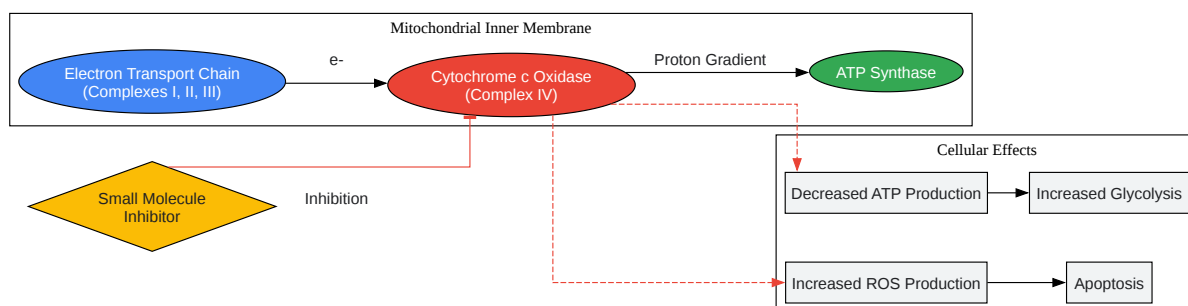 Mitochondrial Inner Membrane
Electron Transport Chain
(Complexes I, II, III)
e-
Cytochrome c Oxidase
(Complex IV)
Proton Gradient
ATP Synthase
Small Molecule
Inhibitor
Inhibition
Cellular Effects
Decreased ATP Production
Increased Glycolysis
Increased ROS Production
Apoptosis